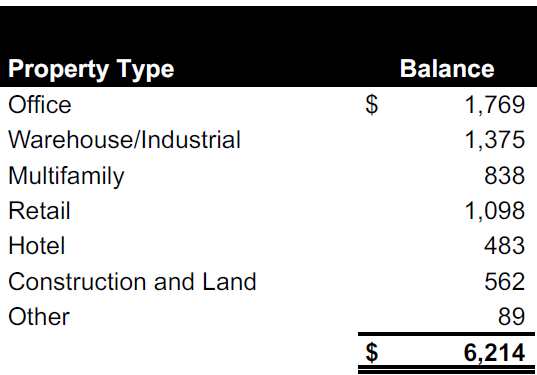 Property Type Balance
Office $ 1,769
Warehouse/Industrial 1,375
Multifamily 838
Retail 1,098
Hotel 483
Construction and Land 562
Other 89
$ 6,214